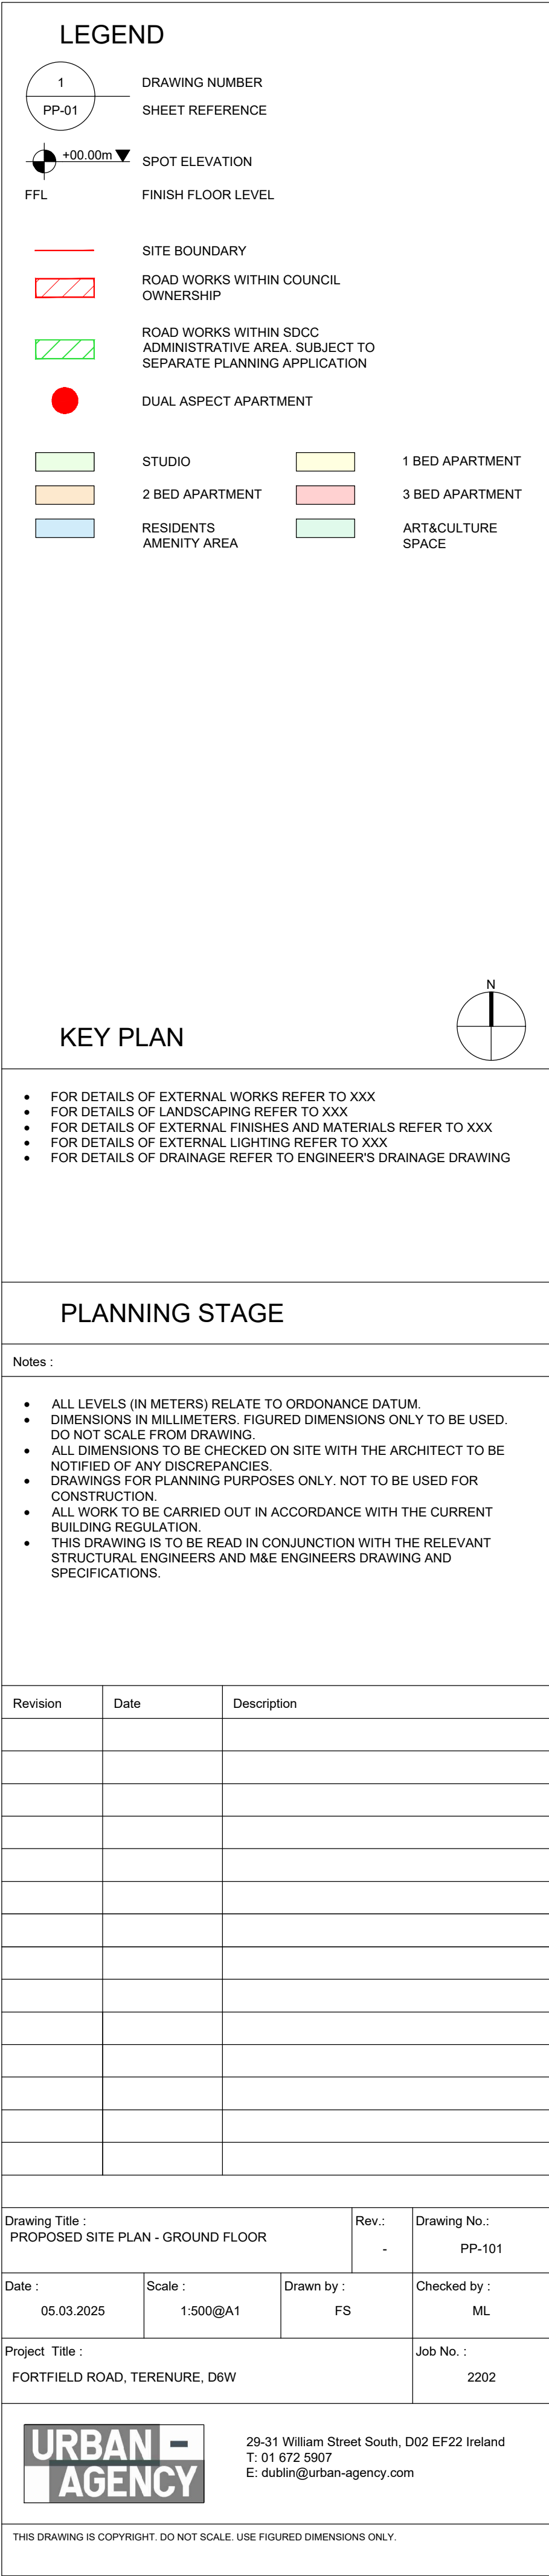 LEGEND
1
DRAWING NUMBER
PP-01
SHEET REFERENCE
+00.00m
SPOT ELEVATION
FFL
FINISH FLOOR LEVEL
SITE BOUNDARY
ROAD WORKS WITHIN COUNCIL
OWNERSHIP
ROAD WORKS WITHIN SDCC
ADMINISTRATIVE AREA. SUBJECT TO
SEPARATE PLANNING APPLICATION
DUAL ASPECT APARTMENT
STUDIO
1 BED APARTMENT
2 BED APARTMENT
3 BED APARTMENT
RESIDENTS
AMENITY AREA
ART&CULTURE
SPACE
N
KEY PLAN
• FOR DETAILS OF EXTERNAL WORKS REFER TO XXX
• FOR DETAILS OF LANDSCAPING REFER TO XXX
• FOR DETAILS OF EXTERNAL FINISHES AND MATERIALS REFER TO XXX
• FOR DETAILS OF EXTERNAL LIGHTING REFER TO XXX
• FOR DETAILS OF DRAINAGE REFER TO ENGINEER'S DRAINAGE DRAWING
PLANNING STAGE
Notes :
• ALL LEVELS (IN METERS) RELATE TO ORDONANCE DATUM.
• DIMENSIONS IN MILLIMETERS. FIGURED DIMENSIONS ONLY TO BE USED.
DO NOT SCALE FROM DRAWING.
• ALL DIMENSIONS TO BE CHECKED ON SITE WITH THE ARCHITECT TO BE
NOTIFIED OF ANY DISCREPANCIES.
• DRAWINGS FOR PLANNING PURPOSES ONLY. NOT TO BE USED FOR
CONSTRUCTION.
• ALL WORK TO BE CARRIED OUT IN ACCORDANCE WITH THE CURRENT
BUILDING REGULATION.
• THIS DRAWING IS TO BE READ IN CONJUNCTION WITH THE RELEVANT
STRUCTURAL ENGINEERS AND M&E ENGINEERS DRAWING AND
SPECIFICATIONS.
Revision Date Description
Drawing Title :
PROPOSED SITE PLAN - GROUND FLOOR
Rev.:
-
Drawing No.:
PP-101
Date :
05.03.2025
Scale :
1:500@A1
Drawn by :
FS
Checked by :
ML
Project Title :
FORTFIELD ROAD, TERENURE, D6W
Job No. :
2202
URBAN -
AGENCY
29-31 William Street South, D02 EF22 Ireland
T: 01 672 5907
E: dublin@urban-agency.com
THIS DRAWING IS COPYRIGHT. DO NOT SCALE. USE FIGURED DIMENSIONS ONLY.